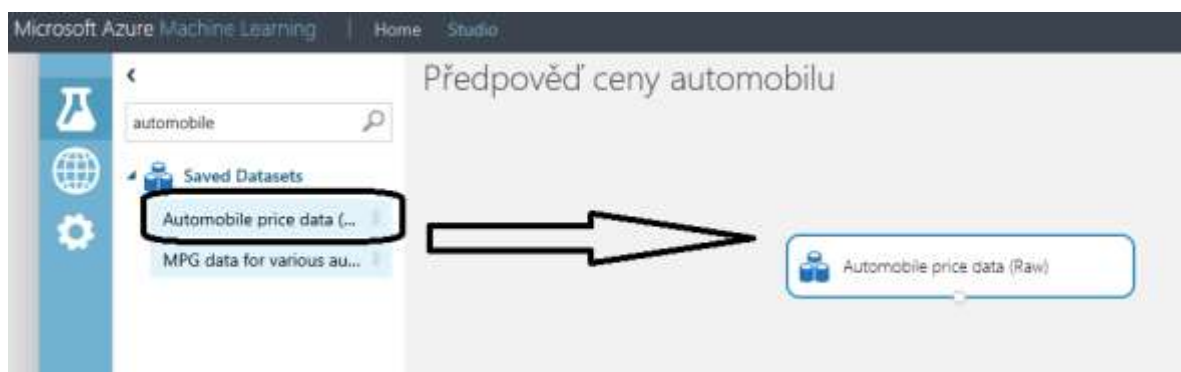 Microsoft Azure Machine Learning | Home Studio
Předpověď ceny automobilu
automobile
Saved Datasets
Automobile price data (...
MPG data for various au...
Automobile price data (Raw)